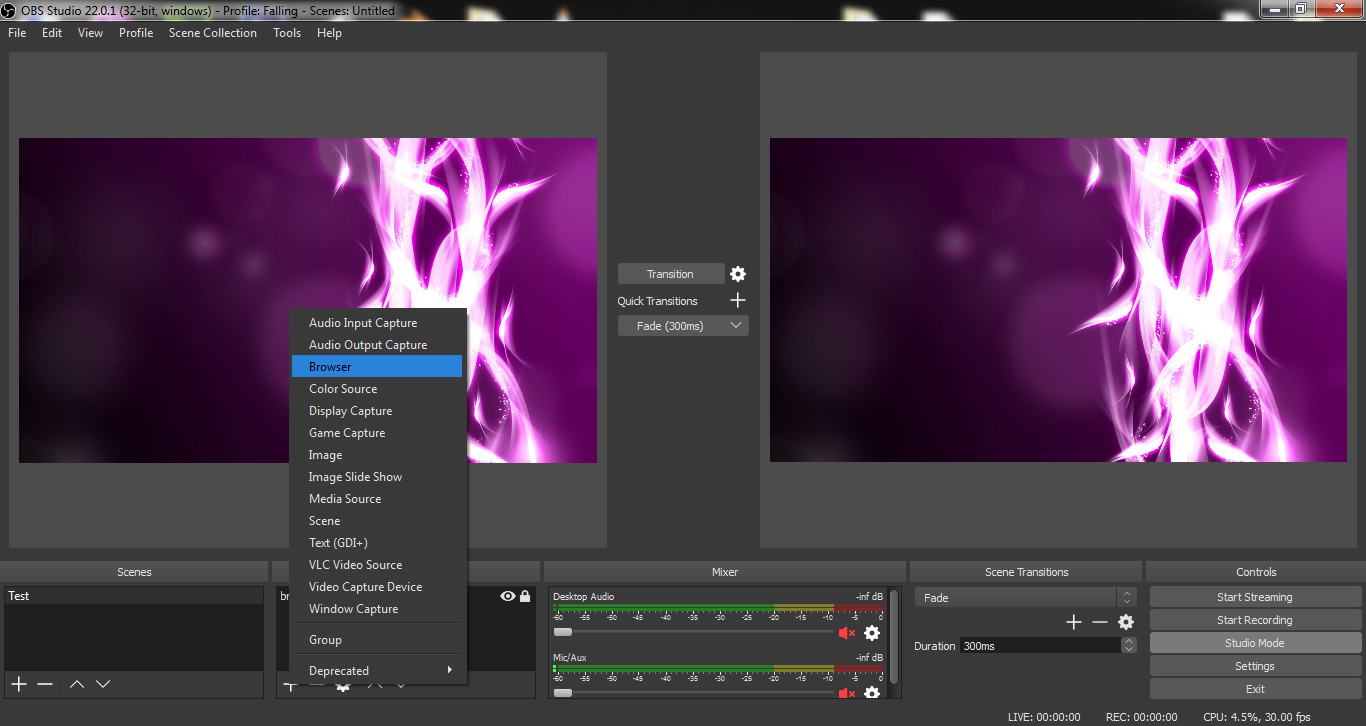 OBS Studio 22.0.1 (32-bit, windows) - Profile: Falling - Scenes: Untitled
File Edit View Profile Scene Collection Tools Help
Transition
Quick Transitions
Fade (300ms)
Audio Input Capture
Audio Output Capture
Browser
Color Source
Display Capture
Game Capture
Image
Image Slide Show
Media Source
Scene
Text (GDI+)
VLC Video Source
Video Capture Device
Window Capture
Group
Deprecated
Scenes
Test
Mixer
Desktop Audio -inf dB
-60 -55 -50 -45 -40 -35 -30 -25 -20 -15 -10 -5 0
Mic/Aux -inf dB
-60 -55 -50 -45 -40 -35 -30 -25 -20 -15 -10 -5 0
Scene Transitions
Fade
Duration 300ms
Controls
Start Streaming
Start Recording
Studio Mode
Settings
Exit
LIVE: 00:00:00 REC: 00:00:00 CPU: 4.5%, 30.00 fps